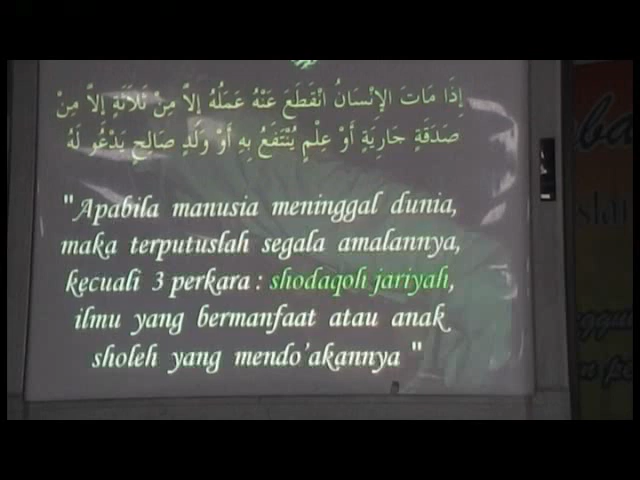 إِذَا مَاتَ الإِنْسَانُ انْقَطَعَ عَنْهُ عَمَلُهُ إِلاَّ مِنْ ثَلاَثَةٍ إِلاَّ مِنْ
صَدَقَةٍ جَارِيَةٍ أَوْ عِلْمٍ يُنْتَفَعُ بِهِ أَوْ وَلَدٍ صَالِحٍ يَدْعُو لَهُ
"Apabila manusia meninggal dunia,
maka terputuslah segala amalannya,
kecuali 3 perkara : shodaqoh jariyah,
ilmu yang bermanfaat atau anak
sholeh yang mendo'akannya "